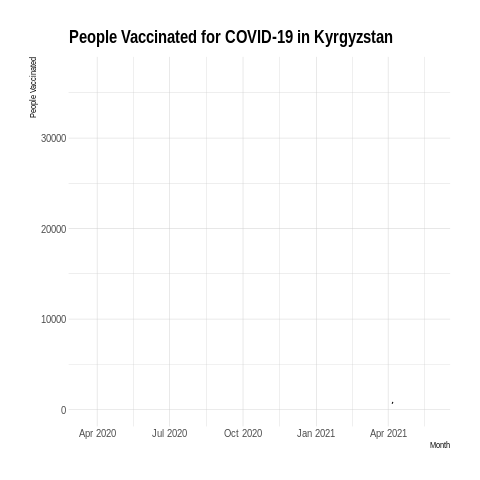 People Vaccinated for COVID-19 in Kyrgyzstan
People Vaccinated
30000
20000
10000
0
Apr 2020 Jul 2020 Oct 2020 Jan 2021 Apr 2021
Month